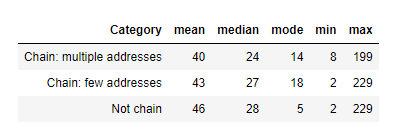 Category mean median mode min max
Chain: multiple addresses 40 24 14 8 199
Chain: few addresses 43 27 18 2 229
Not chain 46 28 5 2 229